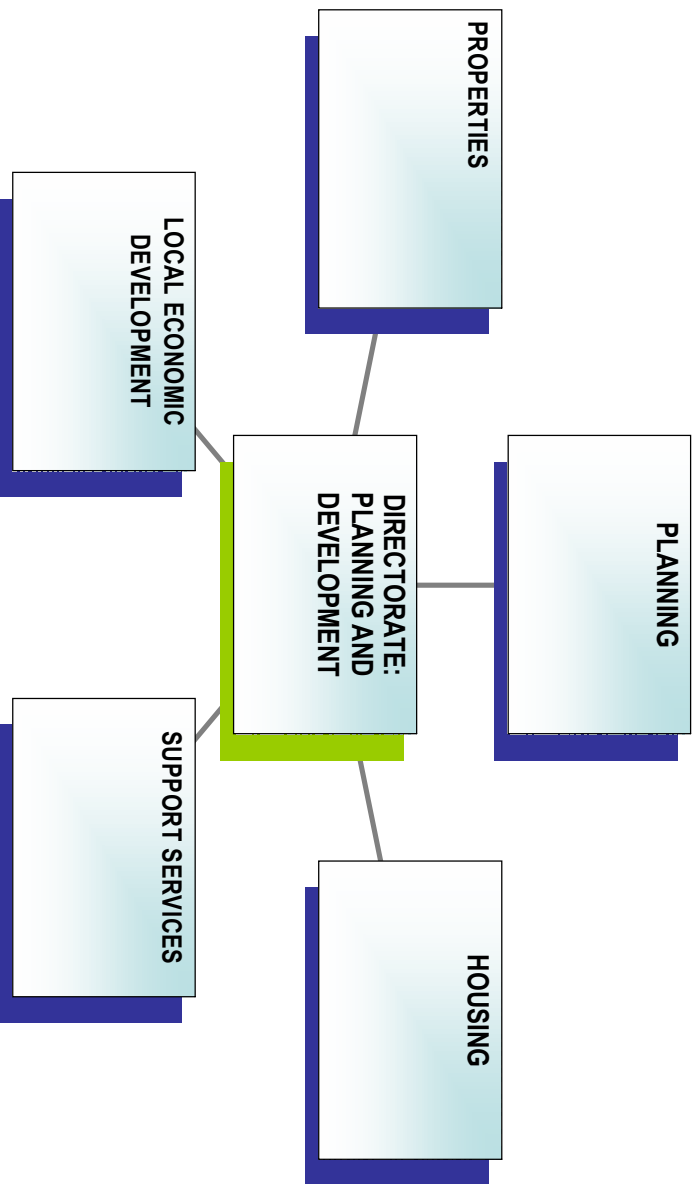 PLANNING
PROPERTIES
HOUSING
DIRECTORATE:
PLANNING AND
DEVELOPMENT
LOCAL ECONOMIC
DEVELOPMENT
SUPPORT SERVICES